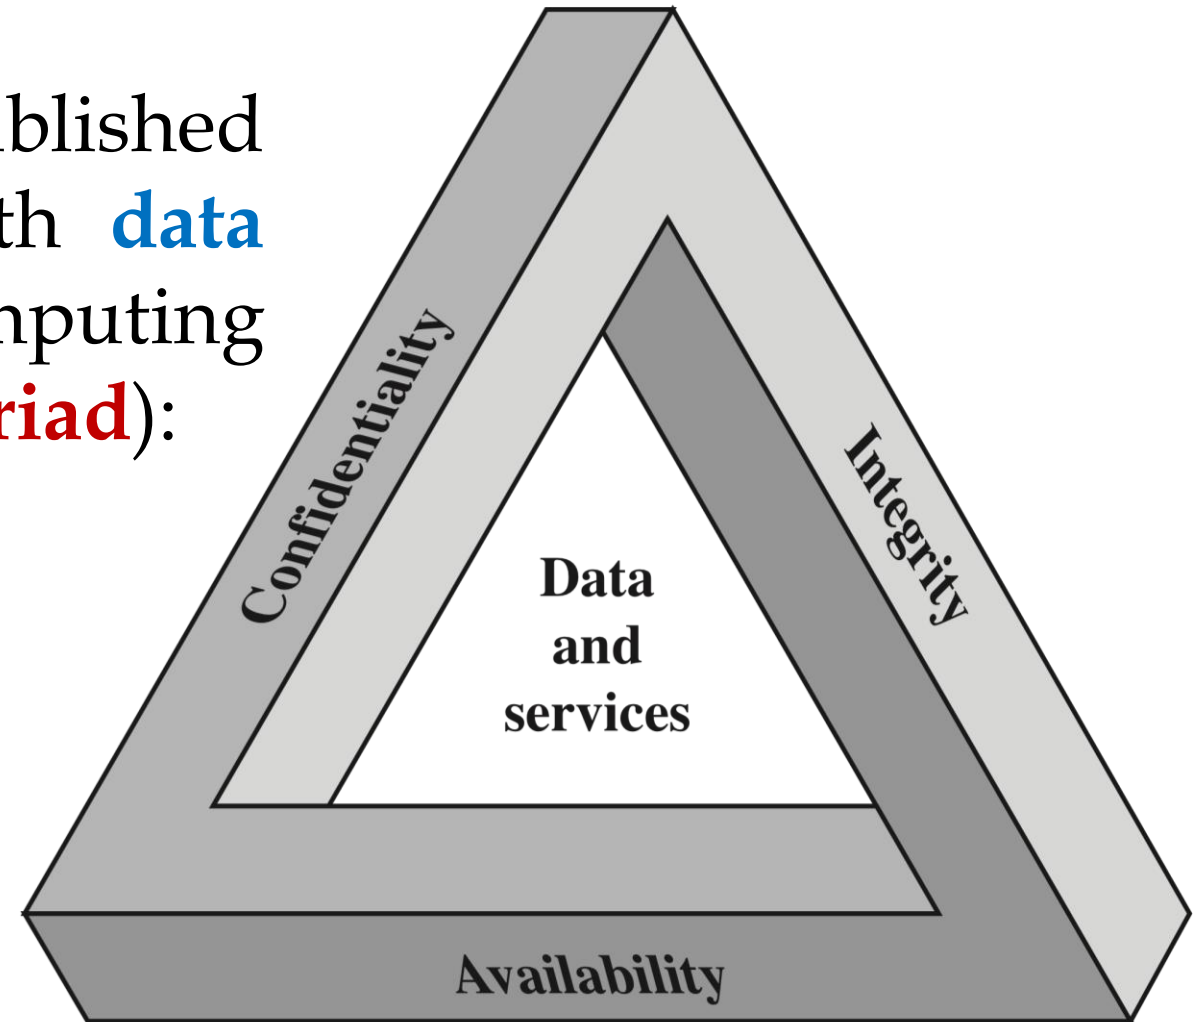 blished
th data
nputing
riad):
Confidentiality
Integrity
Data
and
services
Availability